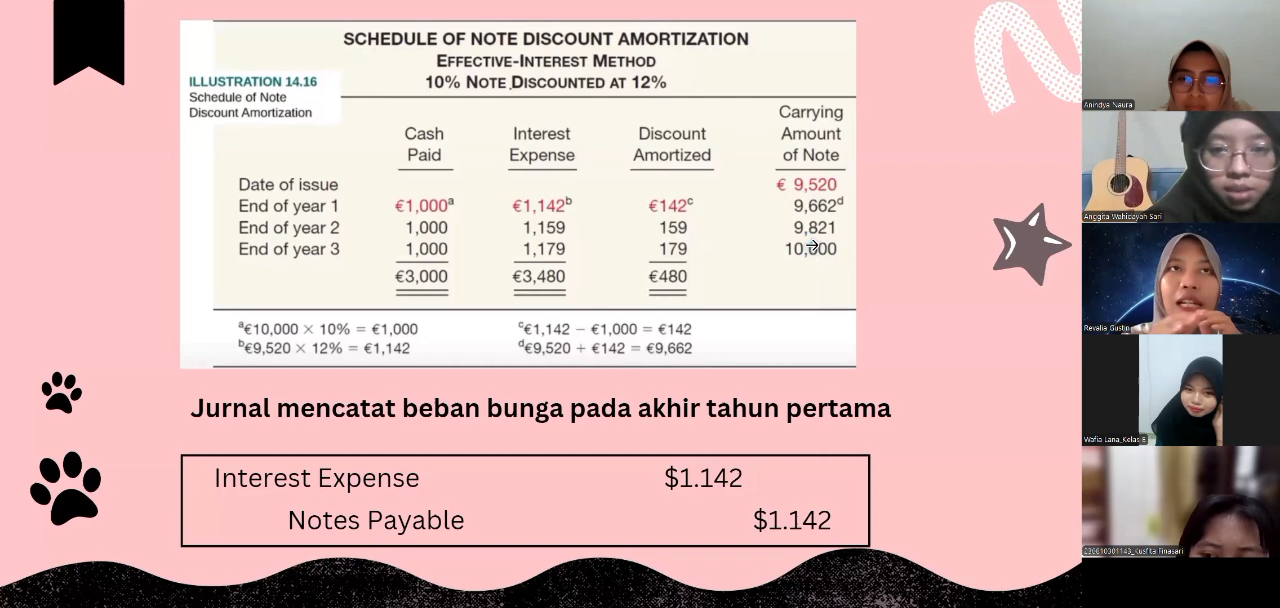 SCHEDULE OF NOTE DISCOUNT AMORTIZATION
EFFECTIVE-INTEREST METHOD
10% NOTE DISCOUNTED AT 12%
ILLUSTRATION 14.16
Schedule of Note
Discount Amortization
Cash Paid Interest Expense Discount Amortized Carrying Amount of Note
Date of issue € 9,520
End of year 1 €1,000a €1,142b €142c 9,662d
End of year 2 1,000 1,159 159 9,821
End of year 3 1,000 1,179 179 10,000
€3,000 €3,480 €480
a€10,000 × 10% = €1,000 c€1,142 − €1,000 = €142
b€9,520 × 12% = €1,142 d€9,520 + €142 = €9,662
Jurnal mencatat beban bunga pada akhir tahun pertama
Interest Expense $1.142
Notes Payable $1.142
Anindya Naura
Anggita Wahidayah Sari
Revalia Gustin
Wafia Lana_Kelas E
Kusfita Finasari